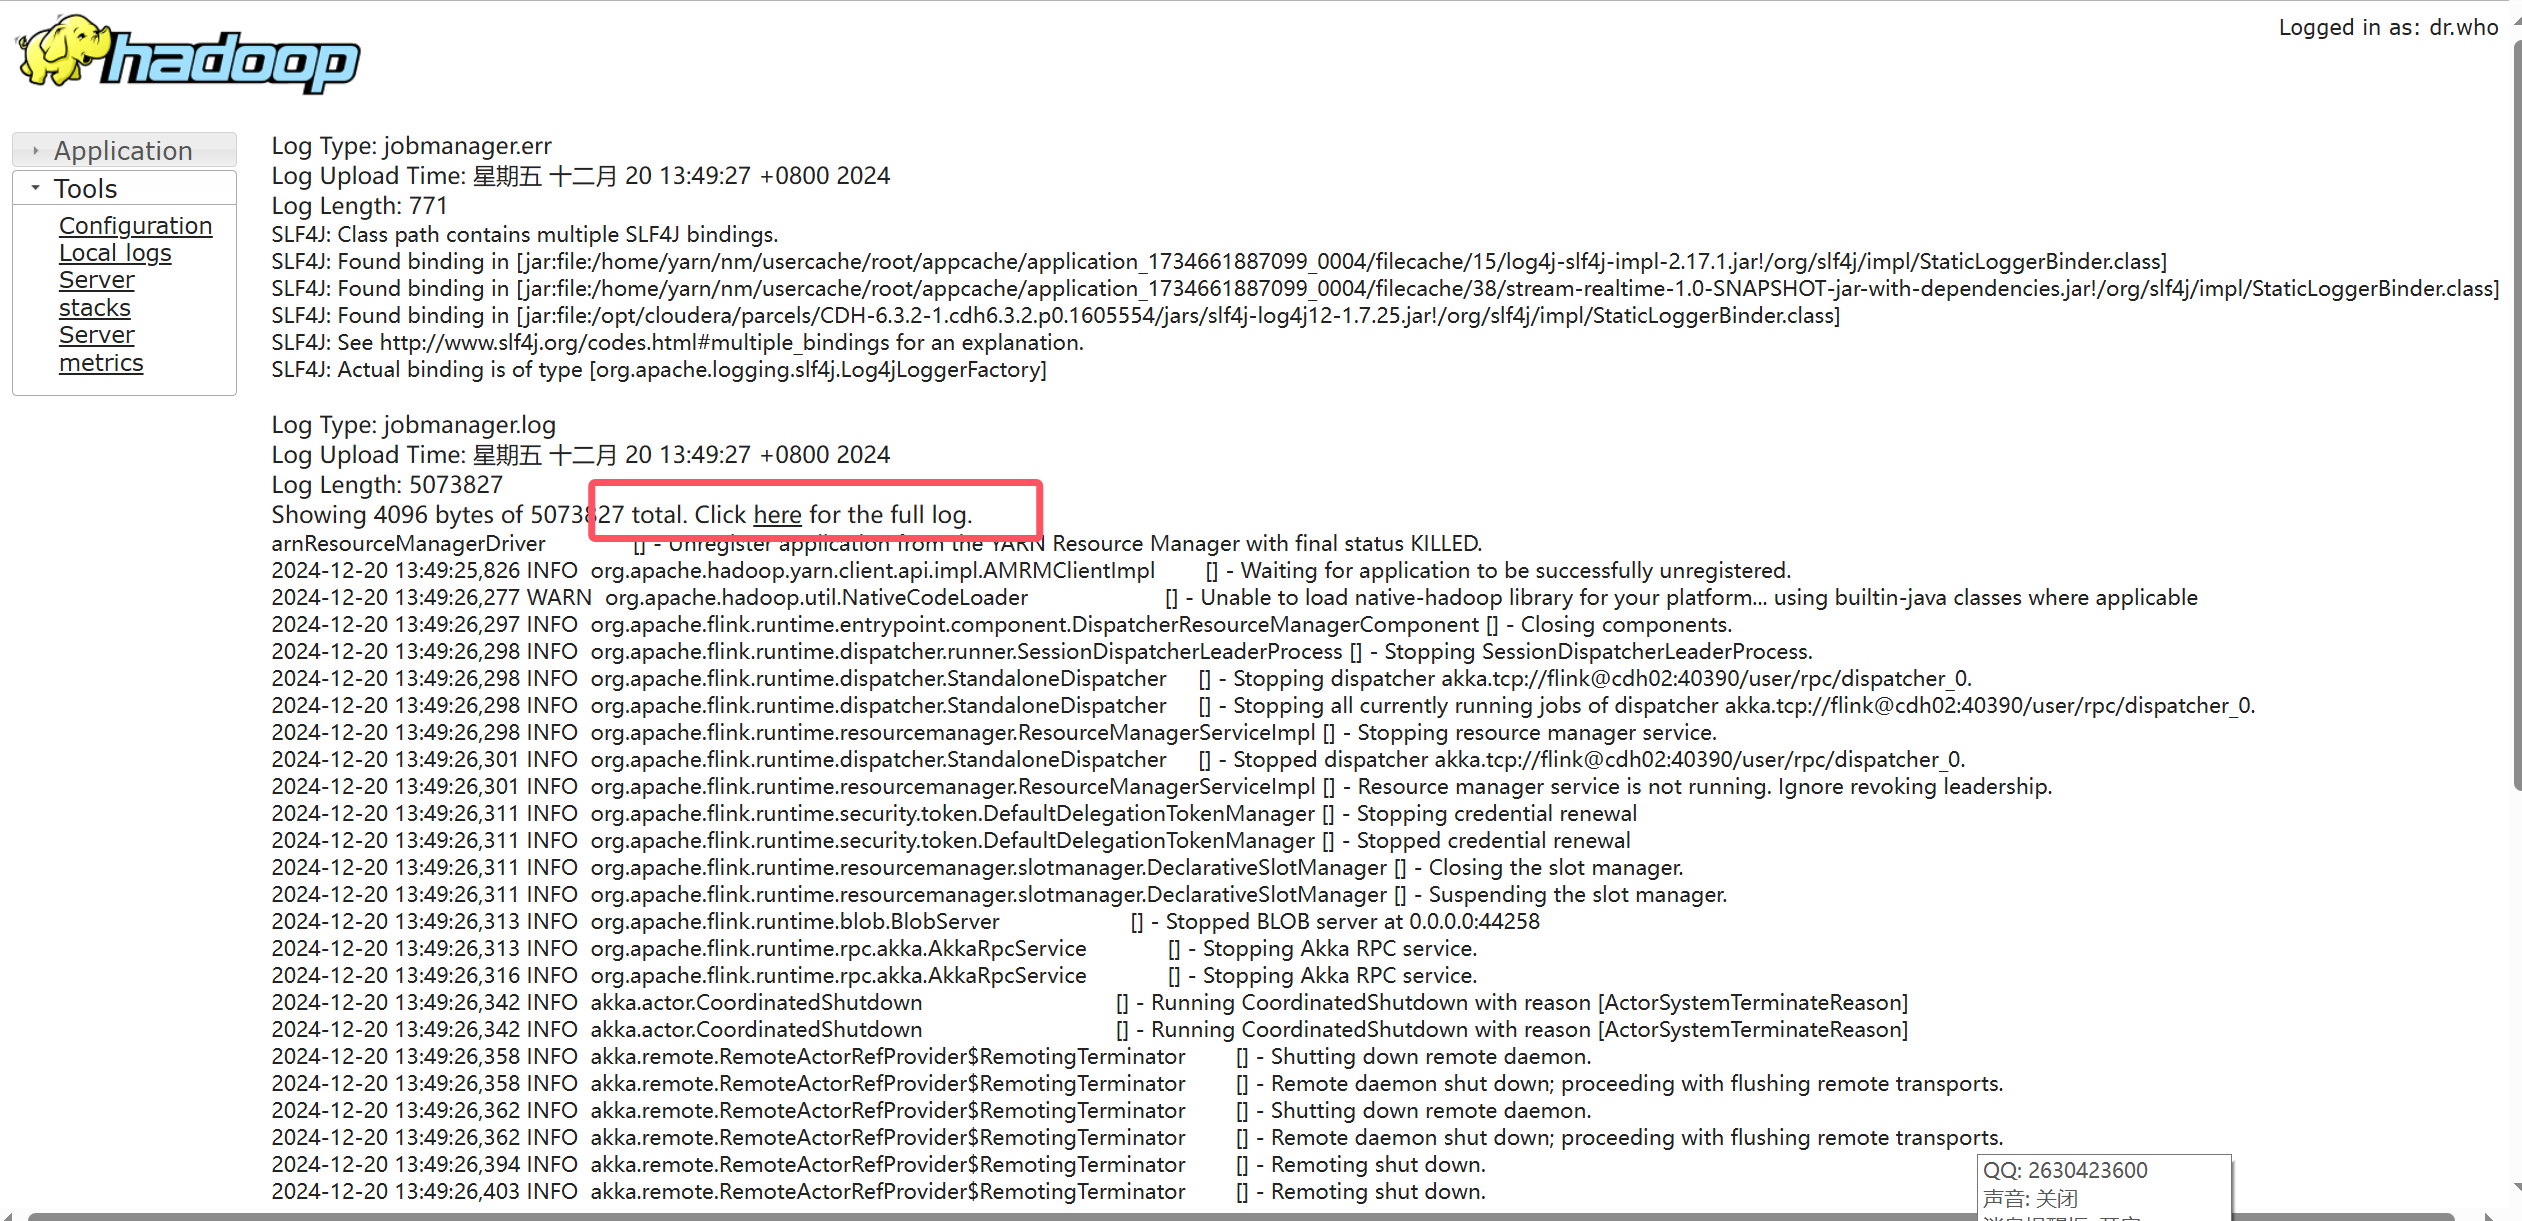 hadoop
Logged in as: dr.who
Application
Tools
Configuration
Local logs
Server
stacks
Server
metrics
Log Type: jobmanager.err
Log Upload Time: 星期五 十二月 20 13:49:27 +0800 2024
Log Length: 771
SLF4J: Class path contains multiple SLF4J bindings.
SLF4J: Found binding in [jar:file:/home/yarn/nm/usercache/root/appcache/application_1734661887099_0004/filecache/15/log4j-slf4j-impl-2.17.1.jar!/org/slf4j/impl/StaticLoggerBinder.class]
SLF4J: Found binding in [jar:file:/home/yarn/nm/usercache/root/appcache/application_1734661887099_0004/filecache/38/stream-realtime-1.0-SNAPSHOT-jar-with-dependencies.jar!/org/slf4j/impl/StaticLoggerBinder.class]
SLF4J: Found binding in [jar:file:/opt/cloudera/parcels/CDH-6.3.2-1.cdh6.3.2.p0.1605554/jars/slf4j-log4j12-1.7.25.jar!/org/slf4j/impl/StaticLoggerBinder.class]
SLF4J: See http://www.slf4j.org/codes.html#multiple_bindings for an explanation.
SLF4J: Actual binding is of type [org.apache.logging.slf4j.Log4jLoggerFactory]
Log Type: jobmanager.log
Log Upload Time: 星期五 十二月 20 13:49:27 +0800 2024
Log Length: 5073827
Showing 4096 bytes of 5073827 total. Click here for the full log.
arnResourceManagerDriver [] - Unregister application from the YARN Resource Manager with final status KILLED.
2024-12-20 13:49:25,826 INFO org.apache.hadoop.yarn.client.api.impl.AMRMClientImpl [] - Waiting for application to be successfully unregistered.
2024-12-20 13:49:26,277 WARN org.apache.hadoop.util.NativeCodeLoader [] - Unable to load native-hadoop library for your platform... using builtin-java classes where applicable
2024-12-20 13:49:26,297 INFO org.apache.flink.runtime.entrypoint.component.DispatcherResourceManagerComponent [] - Closing components.
2024-12-20 13:49:26,298 INFO org.apache.flink.runtime.dispatcher.runner.SessionDispatcherLeaderProcess [] - Stopping SessionDispatcherLeaderProcess.
2024-12-20 13:49:26,298 INFO org.apache.flink.runtime.dispatcher.StandaloneDispatcher [] - Stopping dispatcher akka.tcp://flink@cdh02:40390/user/rpc/dispatcher_0.
2024-12-20 13:49:26,298 INFO org.apache.flink.runtime.dispatcher.StandaloneDispatcher [] - Stopping all currently running jobs of dispatcher akka.tcp://flink@cdh02:40390/user/rpc/dispatcher_0.
2024-12-20 13:49:26,298 INFO org.apache.flink.runtime.resourcemanager.ResourceManagerServiceImpl [] - Stopping resource manager service.
2024-12-20 13:49:26,301 INFO org.apache.flink.runtime.dispatcher.StandaloneDispatcher [] - Stopped dispatcher akka.tcp://flink@cdh02:40390/user/rpc/dispatcher_0.
2024-12-20 13:49:26,301 INFO org.apache.flink.runtime.resourcemanager.ResourceManagerServiceImpl [] - Resource manager service is not running. Ignore revoking leadership.
2024-12-20 13:49:26,311 INFO org.apache.flink.runtime.security.token.DefaultDelegationTokenManager [] - Stopping credential renewal
2024-12-20 13:49:26,311 INFO org.apache.flink.runtime.security.token.DefaultDelegationTokenManager [] - Stopped credential renewal
2024-12-20 13:49:26,311 INFO org.apache.flink.runtime.resourcemanager.slotmanager.DeclarativeSlotManager [] - Closing the slot manager.
2024-12-20 13:49:26,311 INFO org.apache.flink.runtime.resourcemanager.slotmanager.DeclarativeSlotManager [] - Suspending the slot manager.
2024-12-20 13:49:26,313 INFO org.apache.flink.runtime.blob.BlobServer [] - Stopped BLOB server at 0.0.0.0:44258
2024-12-20 13:49:26,313 INFO org.apache.flink.runtime.rpc.akka.AkkaRpcService [] - Stopping Akka RPC service.
2024-12-20 13:49:26,316 INFO org.apache.flink.runtime.rpc.akka.AkkaRpcService [] - Stopping Akka RPC service.
2024-12-20 13:49:26,342 INFO akka.actor.CoordinatedShutdown [] - Running CoordinatedShutdown with reason [ActorSystemTerminateReason]
2024-12-20 13:49:26,342 INFO akka.actor.CoordinatedShutdown [] - Running CoordinatedShutdown with reason [ActorSystemTerminateReason]
2024-12-20 13:49:26,358 INFO akka.remote.RemoteActorRefProvider$RemotingTerminator [] - Shutting down remote daemon.
2024-12-20 13:49:26,358 INFO akka.remote.RemoteActorRefProvider$RemotingTerminator [] - Remote daemon shut down; proceeding with flushing remote transports.
2024-12-20 13:49:26,362 INFO akka.remote.RemoteActorRefProvider$RemotingTerminator [] - Shutting down remote daemon.
2024-12-20 13:49:26,362 INFO akka.remote.RemoteActorRefProvider$RemotingTerminator [] - Remote daemon shut down; proceeding with flushing remote transports.
2024-12-20 13:49:26,394 INFO akka.remote.RemoteActorRefProvider$RemotingTerminator [] - Remoting shut down.
2024-12-20 13:49:26,403 INFO akka.remote.RemoteActorRefProvider$RemotingTerminator [] - Remoting shut down.
QQ: 2630423600
声音: 关闭